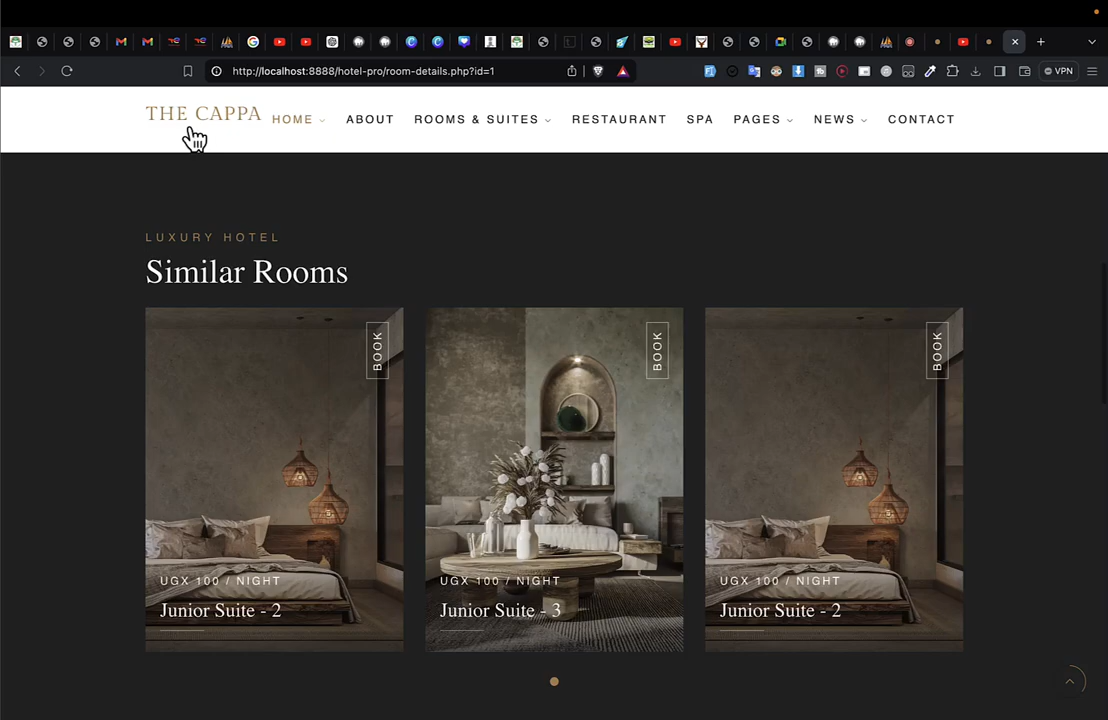 http://localhost:8888/hotel-pro/room-details.php?id=1
VPN
THE CAPPA
HOME ABOUT ROOMS & SUITES RESTAURANT SPA PAGES NEWS CONTACT
LUXURY HOTEL
Similar Rooms
BOOK
UGX 100 / NIGHT
Junior Suite - 2
BOOK
UGX 100 / NIGHT
Junior Suite - 3
BOOK
UGX 100 / NIGHT
Junior Suite - 2